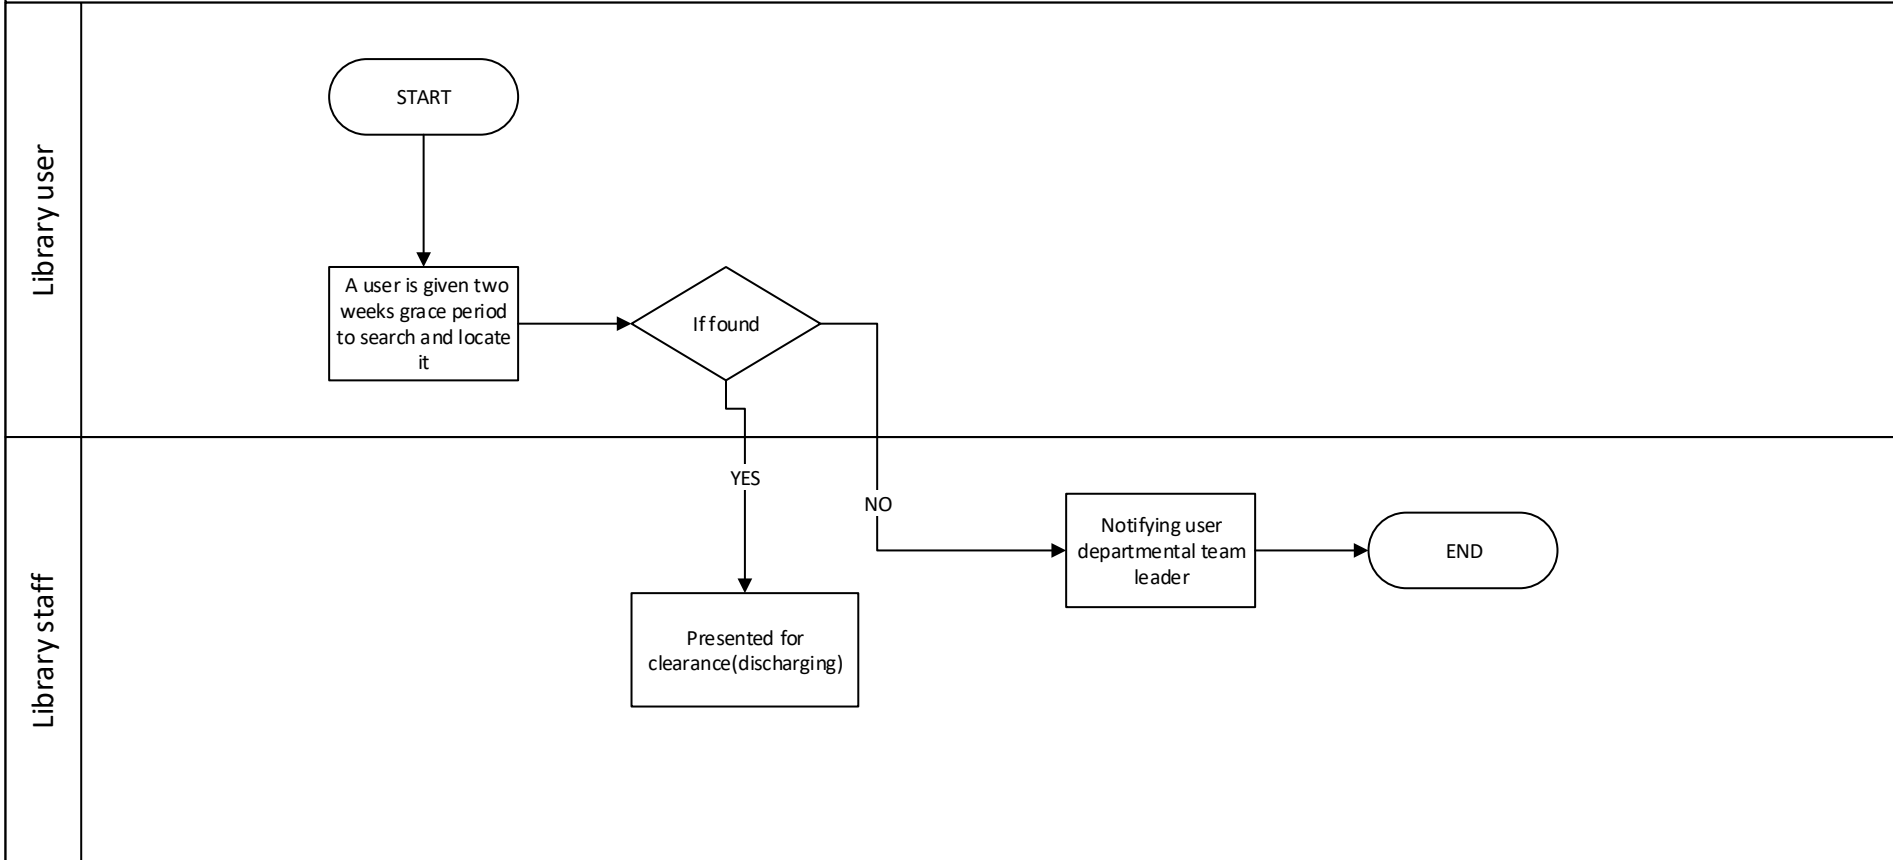 Library user
START
A user is given two
weeks grace period
to search and locate
it
If found
Library staff
YES
NO
Notifying user
departmental team
leader
END
Presented for
clearance(discharging)